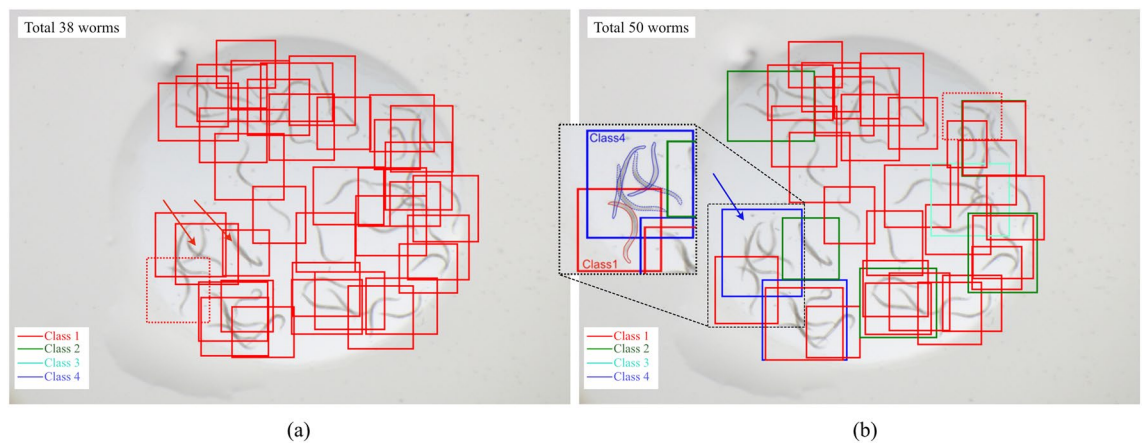 Total 38 worms
Class 1
Class 2
Class 3
Class 4
(a)
Total 50 worms
Class4
Class1
Class 1
Class 2
Class 3
Class 4
(b)